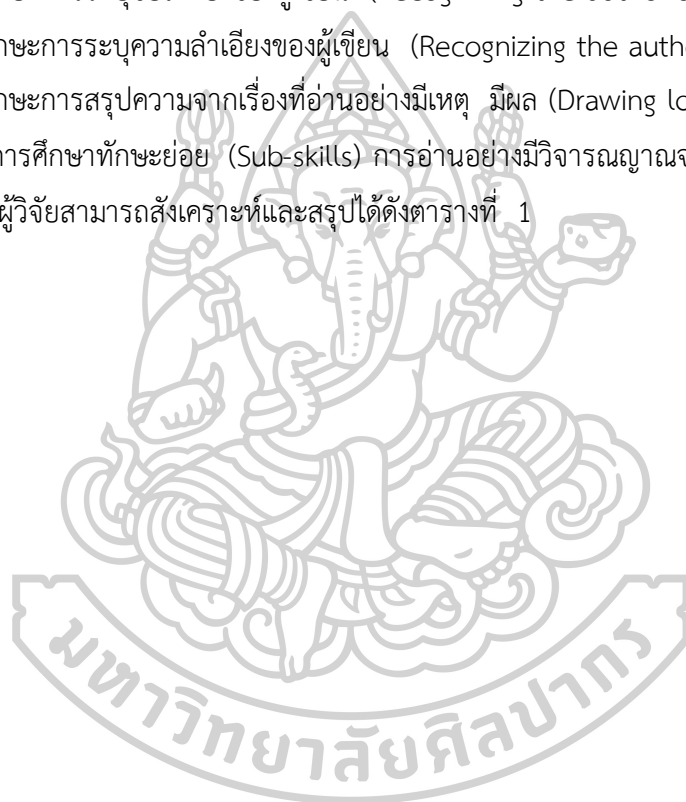 กษะการระบุความลำเอียงของผู้เขียน (Recognizing the autho
กษะการสรุปความจากเรื่องที่อ่านอย่างมีเหตุ มีผล (Drawing lo
การศึกษาทักษะย่อย (Sub-skills) การอ่านอย่างมีวิจารณญาณจ
ผู้วิจัยสามารถสังเคราะห์และสรุปได้ดังตารางที่ 1
มหาวิทยาลัยศิลปากร